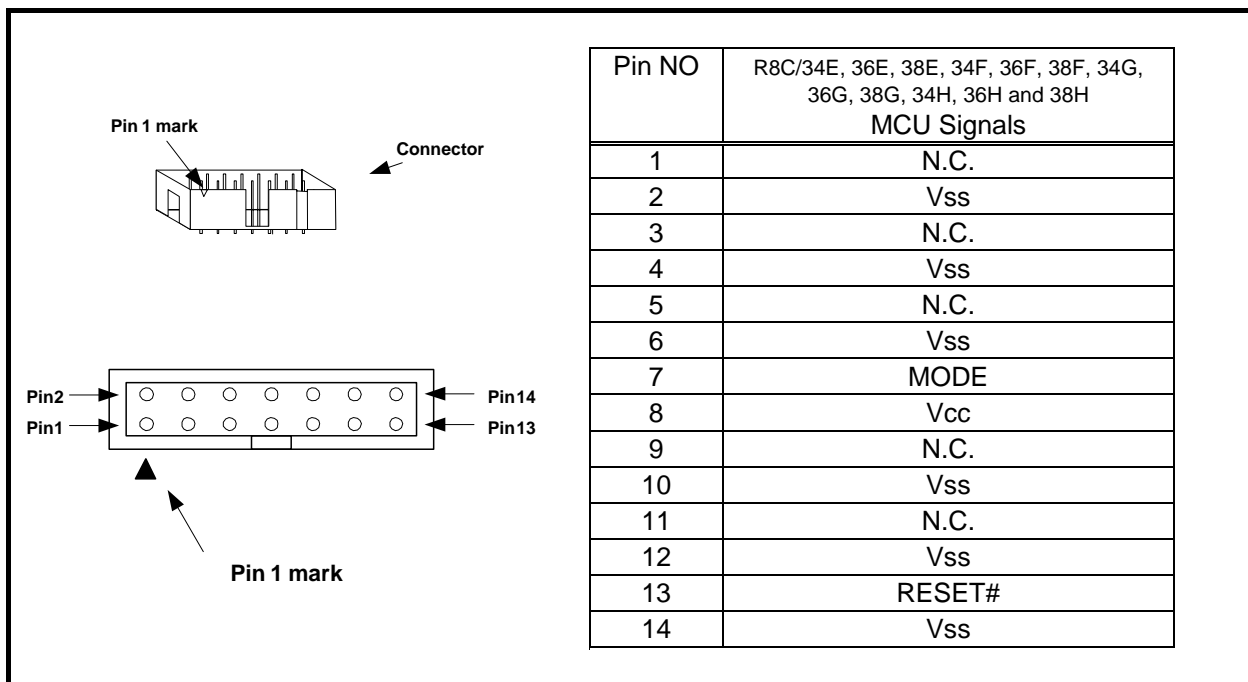 Pin 1 mark
Connector
Pin2
Pin1
Pin14
Pin13
Pin 1 mark
Pin NO R8C/34E, 36E, 38E, 34F, 36F, 38F, 34G,
36G, 38G, 34H, 36H and 38H
MCU Signals
1 N.C.
2 Vss
3 N.C.
4 Vss
5 N.C.
6 Vss
7 MODE
8 Vcc
9 N.C.
10 Vss
11 N.C.
12 Vss
13 RESET#
14 Vss